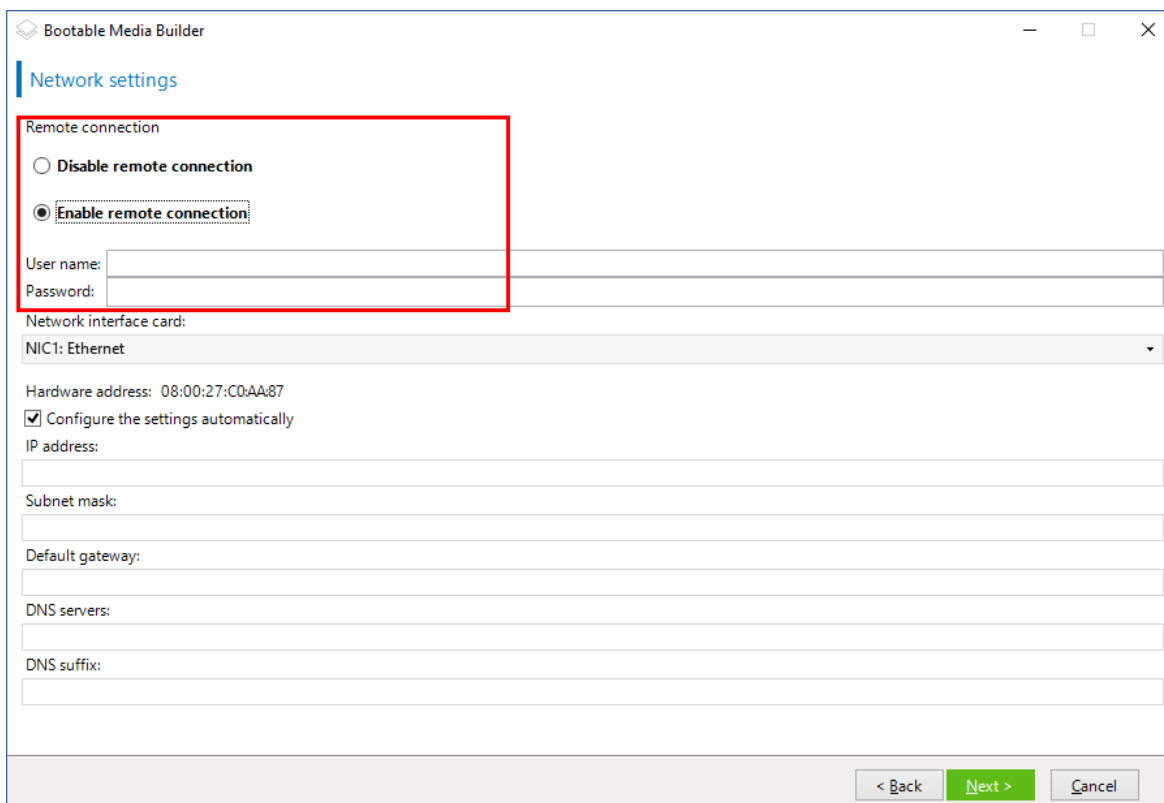 Bootable Media Builder
Network settings
Remote connection
Disable remote connection
Enable remote connection
User name:
Password:
Network interface card:
NIC1: Ethernet
Hardware address: 08:00:27:C0:AA:87
Configure the settings automatically
IP address:
Subnet mask:
Default gateway:
DNS servers:
DNS suffix:
< Back Next > Cancel